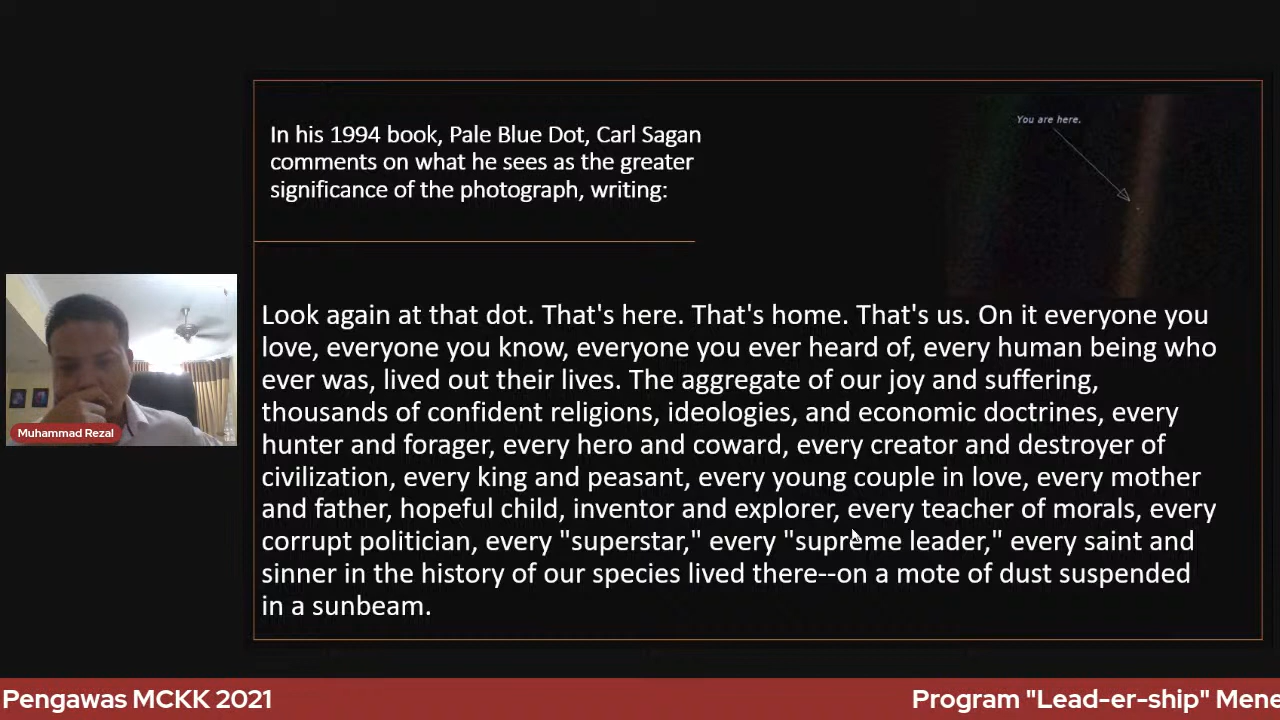 In his 1994 book, Pale Blue Dot, Carl Sagan
comments on what he sees as the greater
significance of the photograph, writing:
You are here.
Look again at that dot. That's here. That's home. That's us. On it everyone you
love, everyone you know, everyone you ever heard of, every human being who
ever was, lived out their lives. The aggregate of our joy and suffering,
thousands of confident religions, ideologies, and economic doctrines, every
hunter and forager, every hero and coward, every creator and destroyer of
civilization, every king and peasant, every young couple in love, every mother
and father, hopeful child, inventor and explorer, every teacher of morals, every
corrupt politician, every "superstar," every "supreme leader," every saint and
sinner in the history of our species lived there--on a mote of dust suspended
in a sunbeam.
Muhammad Rezal
Pengawas MCKK 2021
Program "Lead-er-ship" Mene